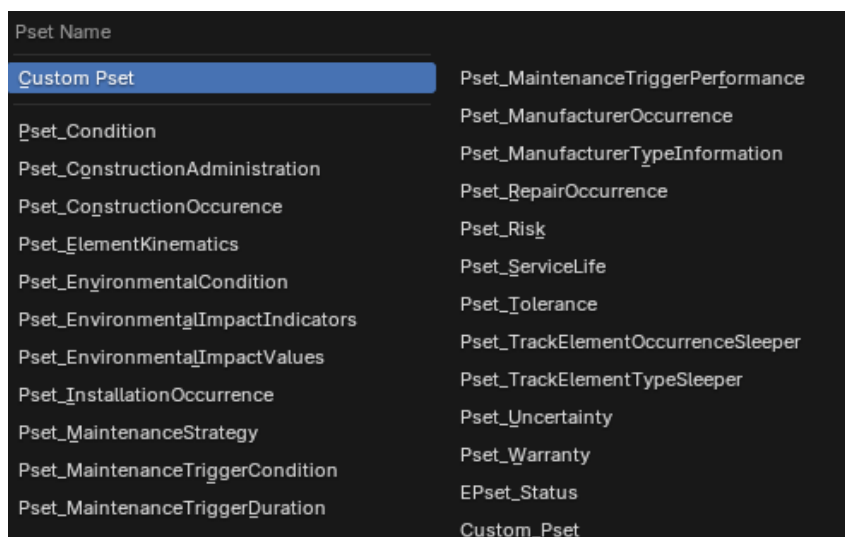 Pset Name
Custom Pset
Pset_Condition
Pset_ConstructionAdministration
Pset_ConstructionOccurence
Pset_ElementKinematics
Pset_EnvironmentalCondition
Pset_EnvironmentalImpactIndicators
Pset_EnvironmentalImpactValues
Pset_InstallationOccurrence
Pset_MaintenanceStrategy
Pset_MaintenanceTriggerCondition
Pset_MaintenanceTriggerDuration
Pset_MaintenanceTriggerPerformance
Pset_ManufacturerOccurrence
Pset_ManufacturerTypeInformation
Pset_RepairOccurrence
Pset_Risk
Pset_ServiceLife
Pset_Tolerance
Pset_TrackElementOccurrenceSleeper
Pset_TrackElementTypeSleeper
Pset_Uncertainty
Pset_Warranty
EPset_Status
Custom_Pset